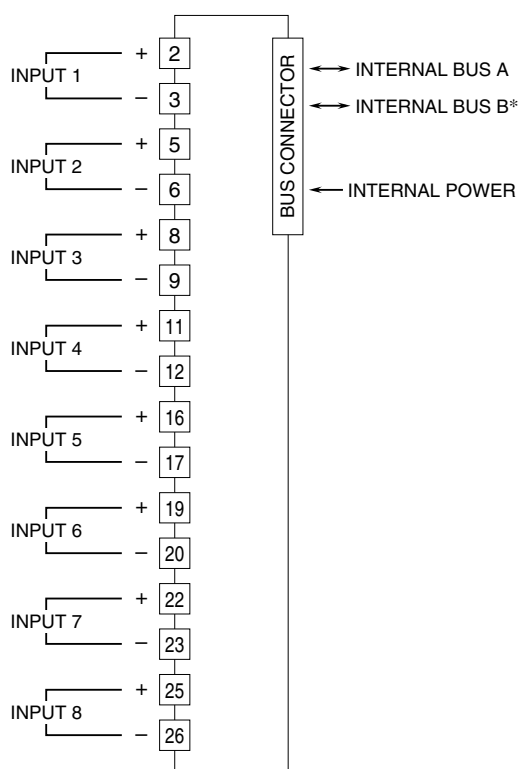 INPUT 1
+ 2
− 3
INPUT 2
+ 5
− 6
INPUT 3
+ 8
− 9
INPUT 4
+ 11
− 12
INPUT 5
+ 16
− 17
INPUT 6
+ 19
− 20
INPUT 7
+ 22
− 23
INPUT 8
+ 25
− 26
BUS CONNECTOR
INTERNAL BUS A
INTERNAL BUS B*
INTERNAL POWER